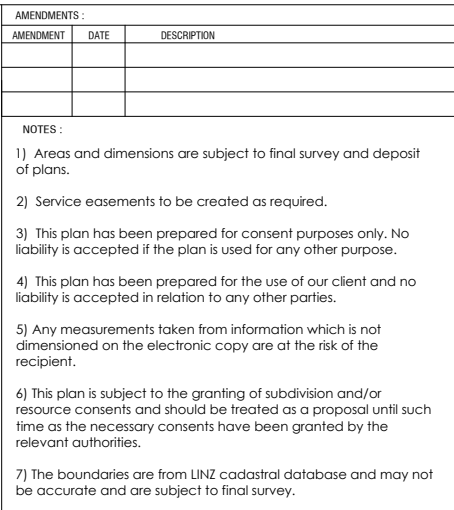 AMENDMENTS :
AMENDMENT DATE DESCRIPTION
NOTES :
1) Areas and dimensions are subject to final survey and deposit
of plans.
2) Service easements to be created as required.
3) This plan has been prepared for consent purposes only. No
liability is accepted if the plan is used for any other purpose.
4) This plan has been prepared for the use of our client and no
liability is accepted in relation to any other parties.
5) Any measurements taken from information which is not
dimensioned on the electronic copy are at the risk of the
recipient.
6) This plan is subject to the granting of subdivision and/or
resource consents and should be treated as a proposal until such
time as the necessary consents have been granted by the
relevant authorities.
7) The boundaries are from LINZ cadastral database and may not
be accurate and are subject to final survey.